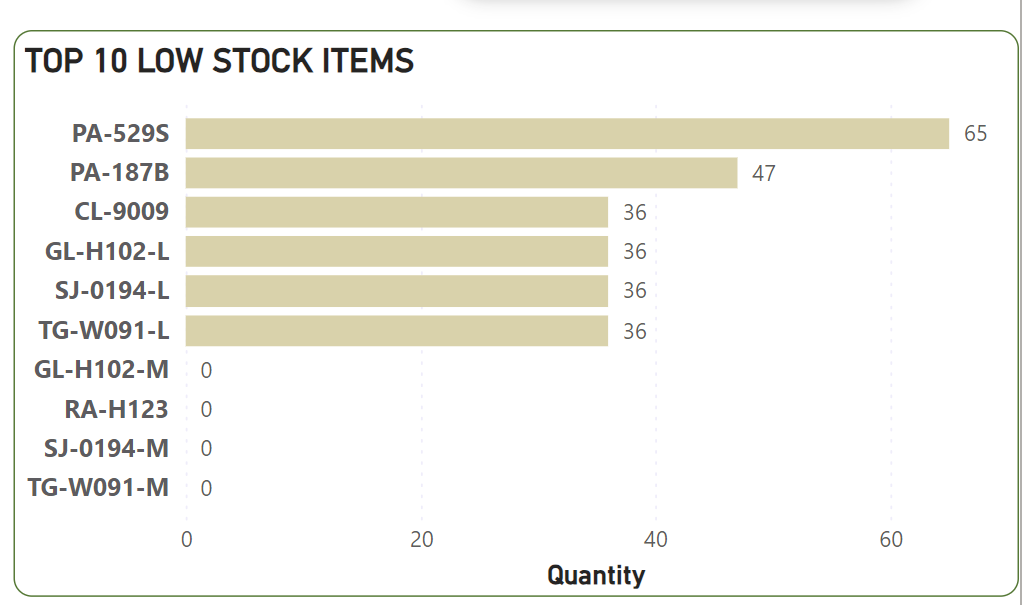 TOP 10 LOW STOCK ITEMS
PA-529S 65
PA-187B 47
CL-9009 36
GL-H102-L 36
SJ-0194-L 36
TG-W091-L 36
GL-H102-M 0
RA-H123 0
SJ-0194-M 0
TG-W091-M 0
0 20 40 60
Quantity